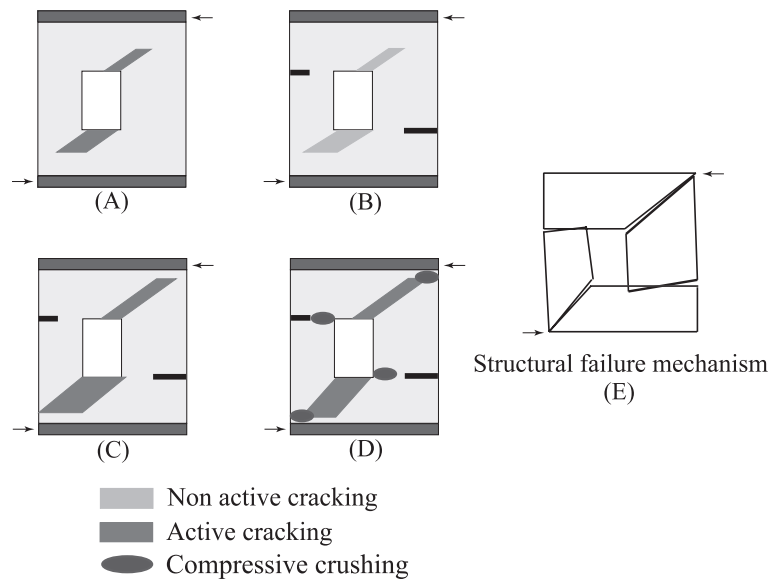 (A)
(B)
(C)
(D)
Structural failure mechanism
(E)
Non active cracking
Active cracking
Compressive crushing